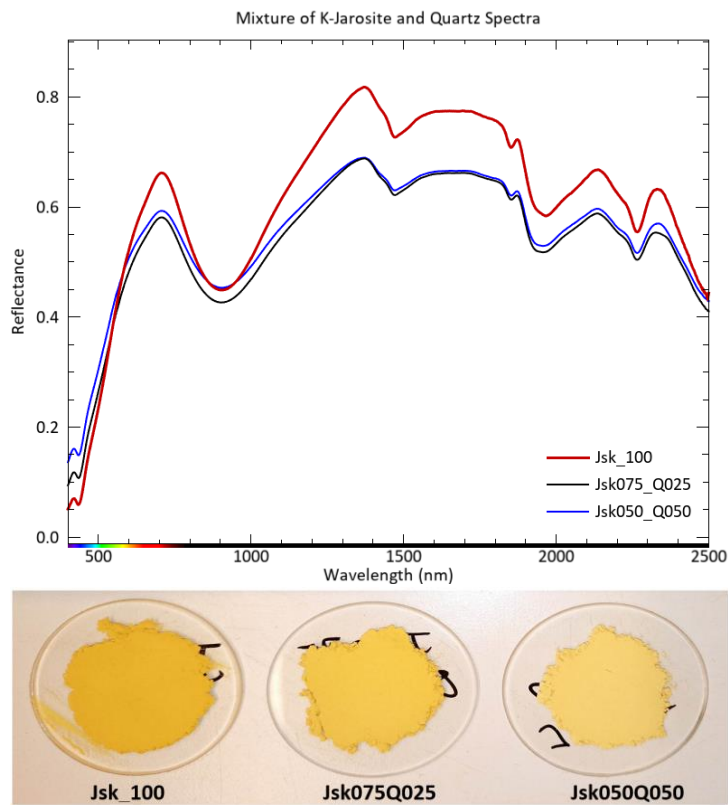 Mixture of K-Jarosite and Quartz Spectra
0.8
0.6
0.4
0.2
0.0
Reflectance
Jsk_100
Jsk075_Q025
Jsk050_Q050
500 1000 1500 2000 2500
Wavelength (nm)
Jsk_100 Jsk075Q025 Jsk050Q050